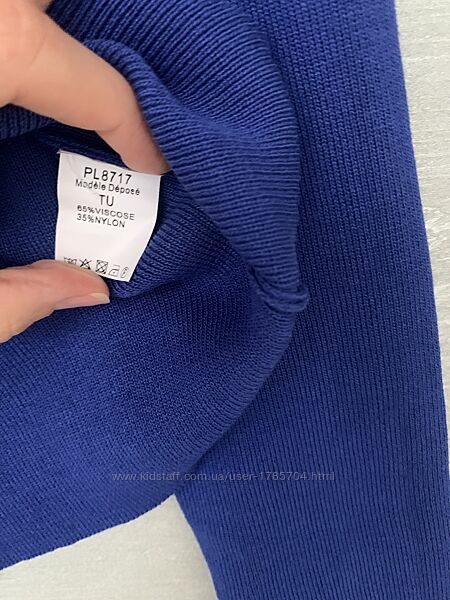 PL8717
Modèle Déposé
TU
65%VISCOSE
35%NYLON
www.kidstaff.com.ua/user-1785704.html